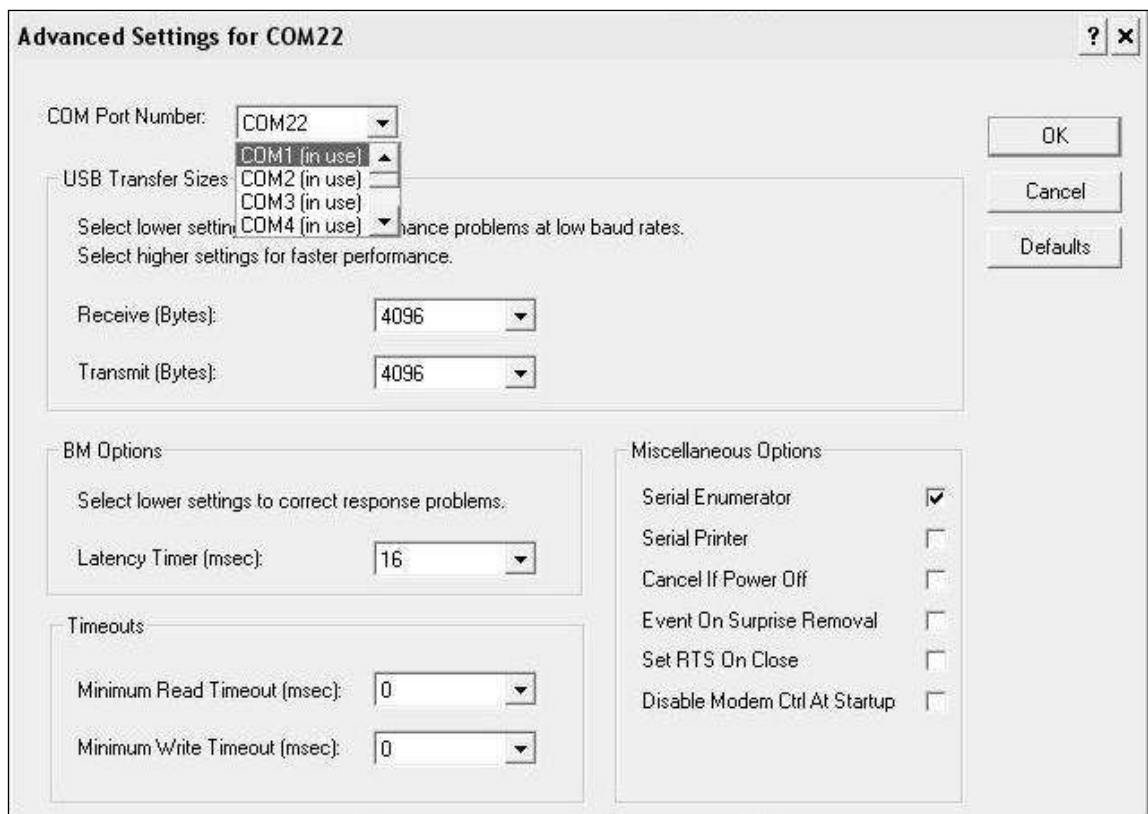 Advanced Settings for COM22
? ×
COM Port Number:
COM22
COM1 (in use)
COM2 (in use)
COM3 (in use)
COM4 (in use)
OK
Cancel
Defaults
USB Transfer Sizes
Select lower settin mance problems at low baud rates.
Select higher settings for faster performance.
Receive (Bytes): 4096
Transmit (Bytes): 4096
BM Options
Select lower settings to correct response problems.
Latency Timer (msec): 16
Timeouts
Minimum Read Timeout (msec): 0
Minimum Write Timeout (msec): 0
Miscellaneous Options
Serial Enumerator
Serial Printer
Cancel If Power Off
Event On Surprise Removal
Set RTS On Close
Disable Modem Ctrl At Startup